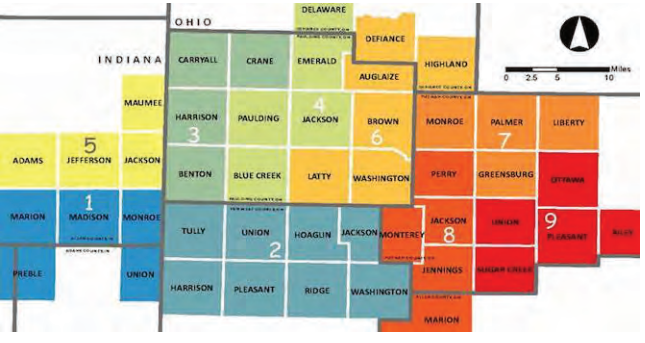 DELAWARE
OHIO
DEFIANCE
INDIANA
CARRYALL CRANE EMERALD HIGHLAND
AUGLAIZE
Miles
0 2.5 5 10
MAUMEE
HARRISON PAULDING 4 JACKSON BROWN MONROE PALMER LIBERTY
3 6 7
5
ADAMS JEFFERSON JACKSON
BENTON BLUE CREEK LATTY WASHINGTON PERRY GREENSBURG OTTAWA
1
MARION MADISON MONROE
TULLY UNION HOAGLIN JACKSON MONTEREY JACKSON UNION 9 PLEASANT RILEY
2 8
PREBLE UNION
JENNINGS SUGAR CREEK
HARRISON PLEASANT RIDGE WASHINGTON
MARION